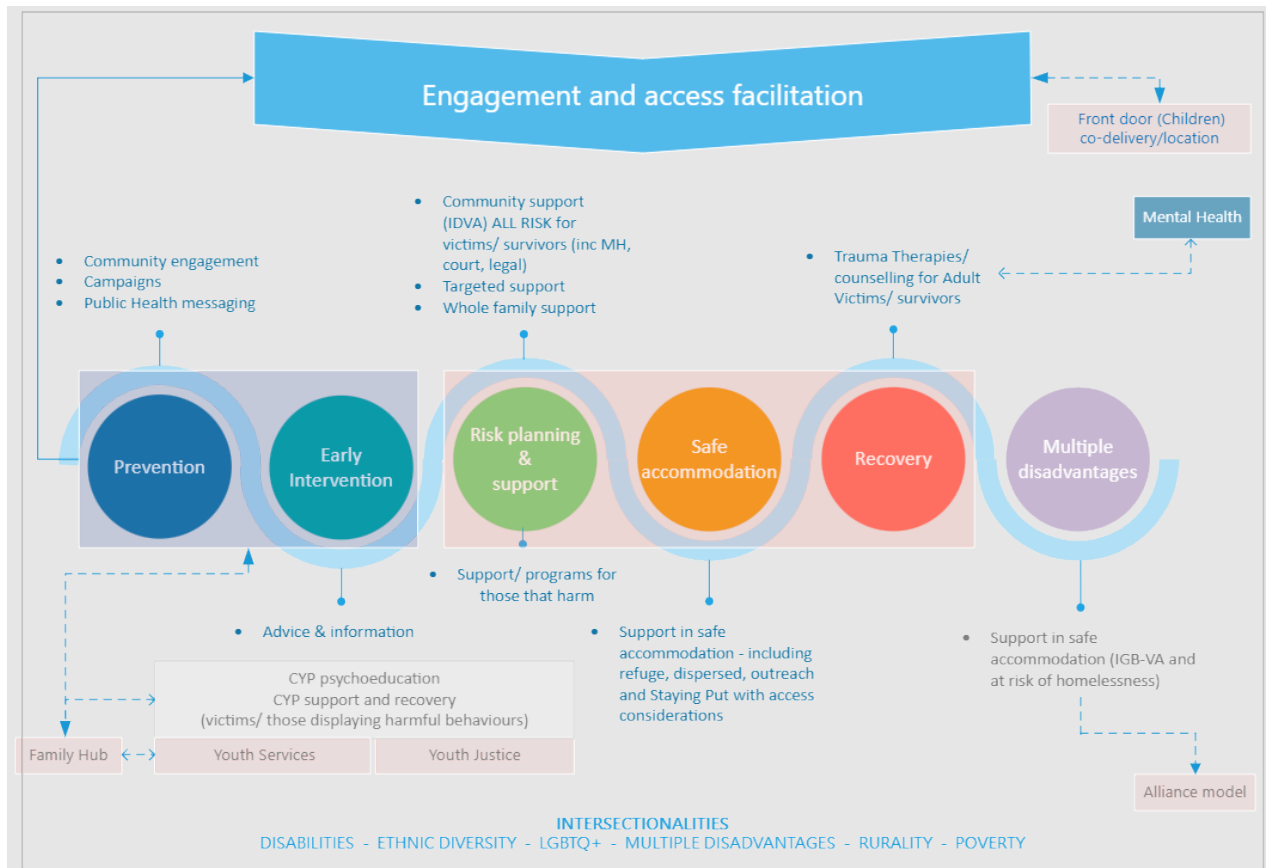 Engagement and access facilitation
Front door (Children)
co-delivery/location
• Community support
(IDVA) ALL RISK for
victims/ survivors (inc MH,
court, legal)
• Targeted support
• Whole family support
Mental Health
• Community engagement
• Campaigns
• Public Health messaging
• Trauma Therapies/
counselling for Adult
Victims/ survivors
Prevention
Early
Intervention
Risk planning
&
support
Safe
accommodation
Recovery
Multiple
disadvantages
• Support/ programs for
those that harm
• Advice & information
• Support in safe
accommodation - including
refuge, dispersed, outreach
and Staying Put with access
considerations
• Support in safe
accommodation (IGB-VA and
at risk of homelessness)
CYP psychoeducation
CYP support and recovery
(victims/ those displaying harmful behaviours)
Family Hub
Youth Services
Youth Justice
Alliance model
INTERSECTIONALITIES
DISABILITIES - ETHNIC DIVERSITY - LGBTQ+ - MULTIPLE DISADVANTAGES - RURALITY - POVERTY